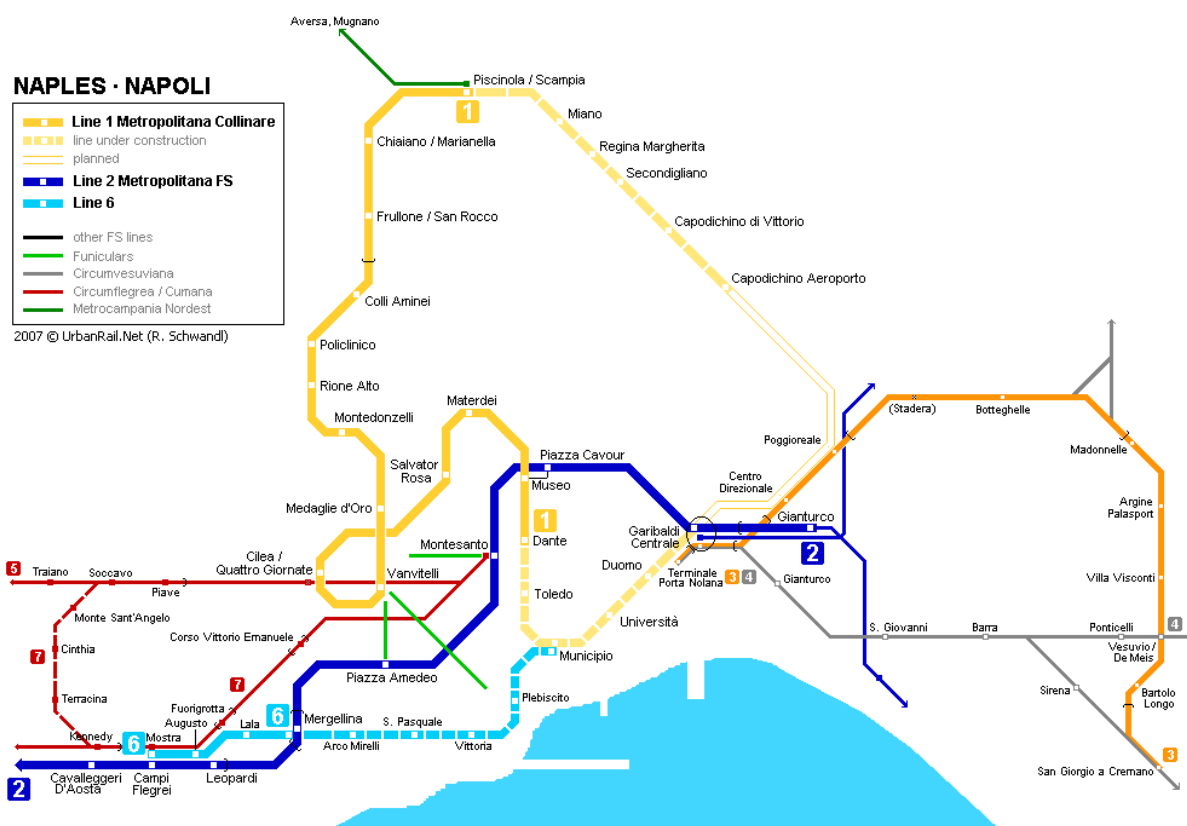 Aversa, Mugnano
NAPLES · NAPOLI
Piscinola / Scampia
1
Line 1 Metropolitana Collinare
line under construction
planned
Line 2 Metropolitana FS
Line 6
other FS lines
Funiculars
Circumvesuviana
Circumflegrea / Cumana
Metrocampania Nordest
2007 © UrbanRail.Net (R. Schwandl)
Miano
Chiaiano / Marianella
Regina Margherita
Secondigliano
Frullone / San Rocco
Capodichino di Vittorio
Capodichino Aeroporto
Colli Aminei
Policlinico
Rione Alto
Materdei
Montedonzelli
(Stadera)
Botteghelle
Poggioreale
Madonnelle
Salvator
Rosa
Piazza Cavour
Museo
Centro
Direzionale
Medaglie d'Oro
1
Argine
Palasport
Gianturco
Garibaldi
Centrale
2
Dante
Montesanto
Cilea /
Quattro Giornate
Vanvitelli
5
Traiano
Soccavo
Piave
Duomo
Terminale
Porta Nolana
3
4
Gianturco
Villa Visconti
Toledo
Monte Sant'Angelo
Università
Corso Vittorio Emanuele
S. Giovanni
Barra
Ponticelli
4
Cinthia
7
Municipio
Vesuvio/
De Meis
Piazza Amedeo
7
Terracina
Plebiscito
Sirena
Bartolo
Longo
Fuorigrotta
Augusto
6
Mergellina
Lala
S. Pasquale
Kennedy
6
Mostra
Arco Mirelli
Vittoria
3
San Giorgio a Cremano
2
Cavalleggeri
D'Aosta
Campi
Flegrei
Leopardi